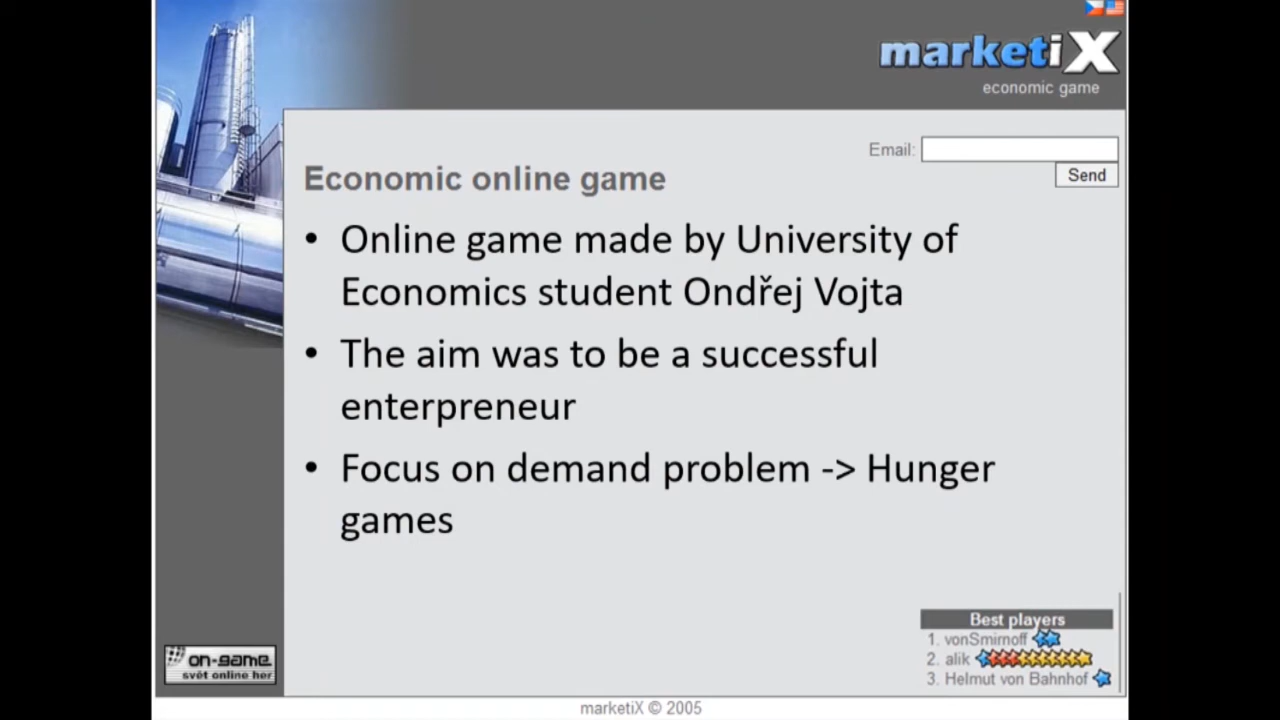 marketiX
economic game
Email:
Send
Economic online game
• Online game made by University of
Economics student Ondřej Vojta
• The aim was to be a successful
enterpreneur
• Focus on demand problem -> Hunger
games
Best players
1. vonSmirnoff
2. alik
3. Helmut von Bahnhof
on-game
svět online her
marketiX © 2005